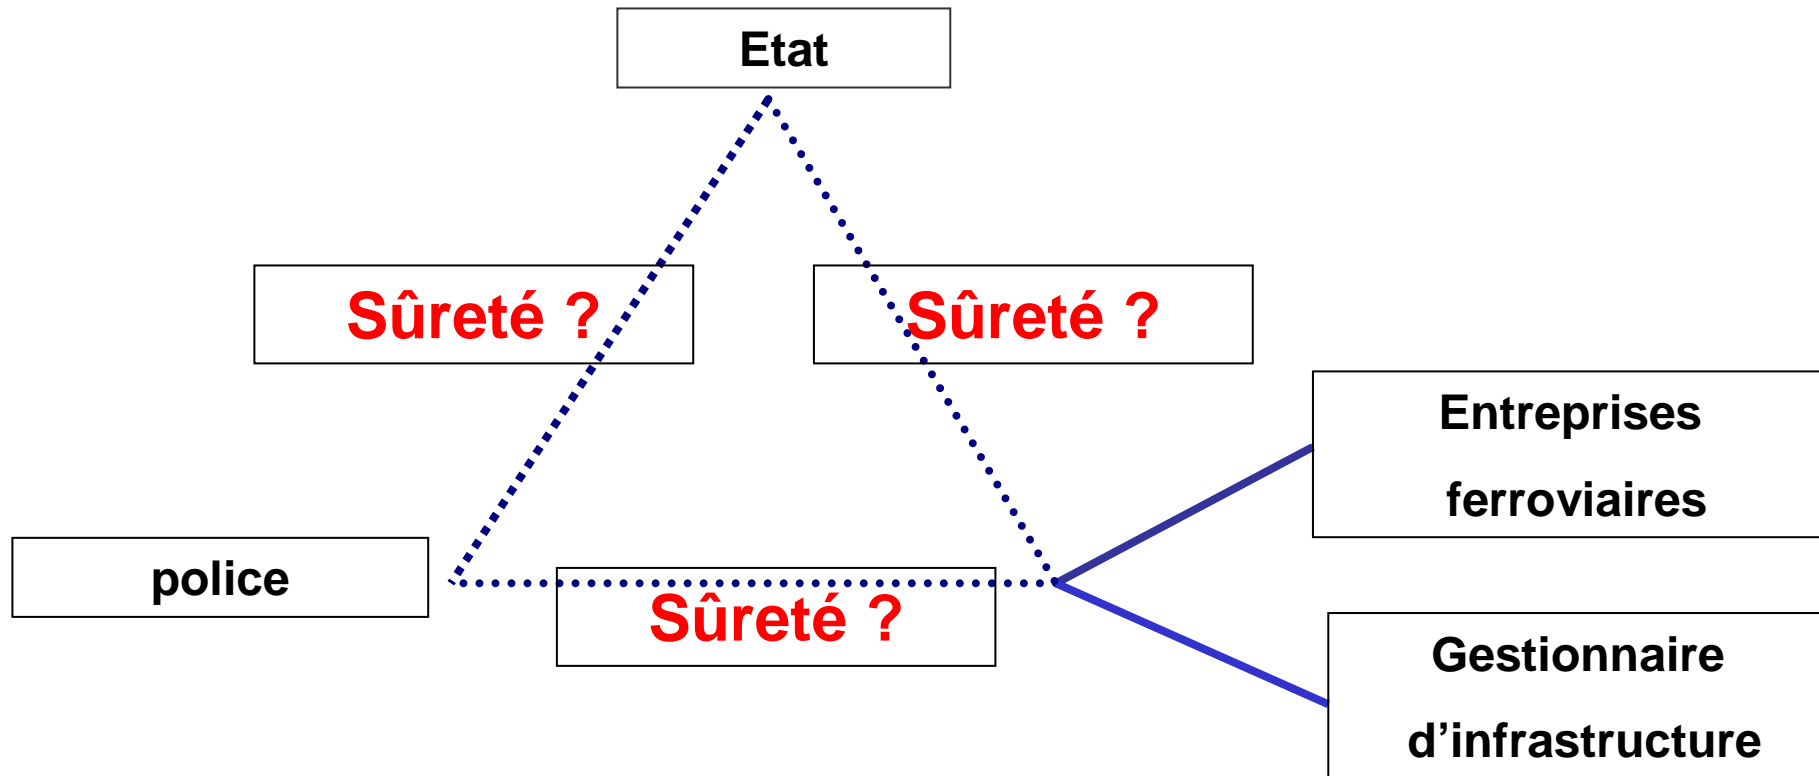 Etat
Sûreté ?
Sûreté ?
Entreprises
ferroviaires
police
Sûreté ?
Gestionnaire
d’infrastructure